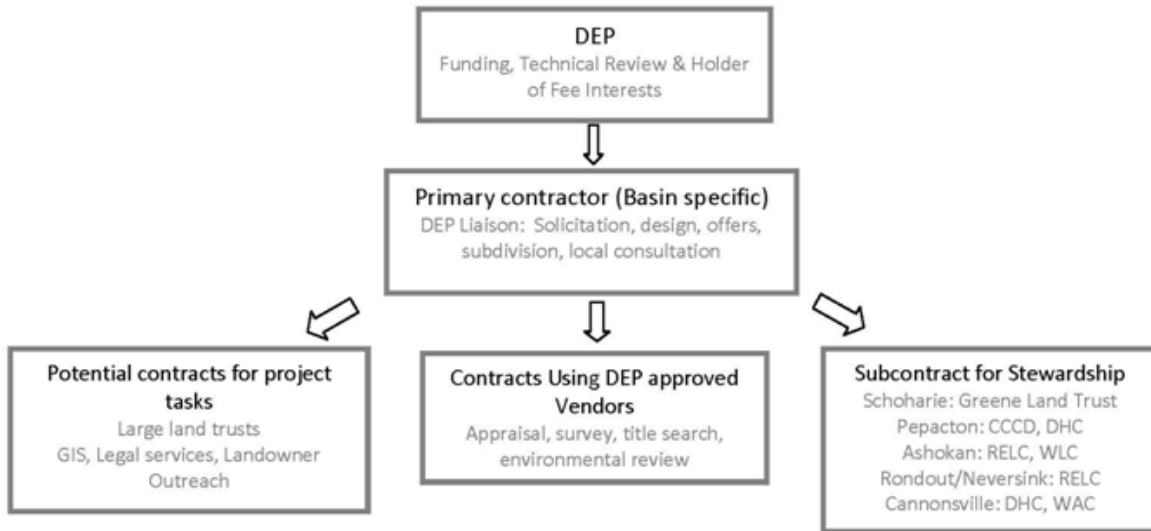 DEP
Funding, Technical Review & Holder
of Fee Interests
Primary contractor (Basin specific)
DEP Liaison: Solicitation, design, offers,
subdivision, local consultation
Potential contracts for project
tasks
Large land trusts
GIS, Legal services, Landowner
Outreach
Contracts Using DEP approved
Vendors
Appraisal, survey, title search,
environmental review
Subcontract for Stewardship
Schoharie: Greene Land Trust
Pepacton: CCCD, DHC
Ashokan: RELC, WLC
Rondout/Neversink: RELC
Cannonsville: DHC, WAC